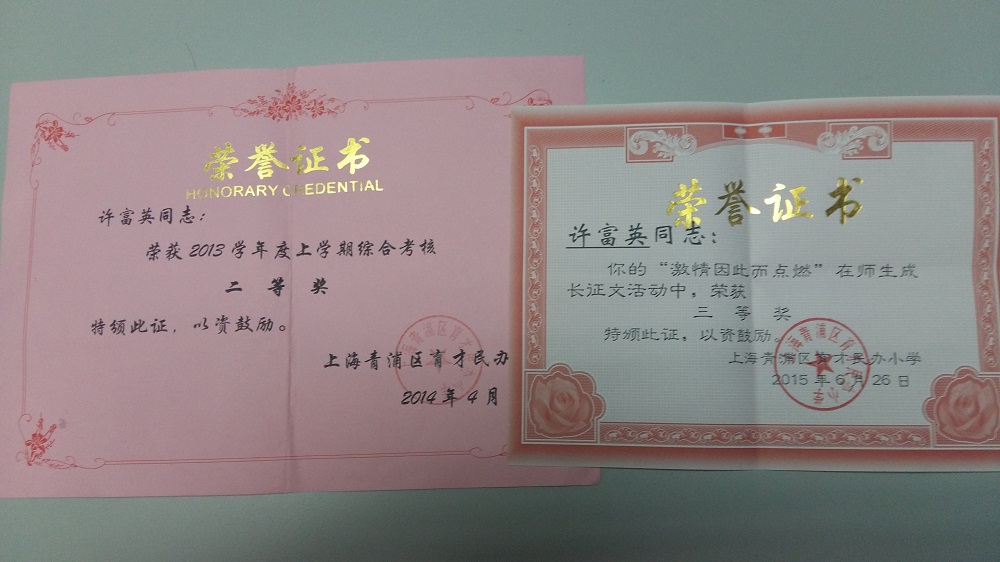 荣誉证书
HONORARY CREDENTIAL
许富英同志：
荣获2013学年度上学期综合考核
二等奖
特颁此证，以资鼓励。
上海青浦区育才民办
2014年4月
荣誉证书
许富英同志：
你的“激情因此而点燃”在师生成
长征文活动中，荣获
三等奖
特颁此证，以资鼓励。
上海青浦区育才民办小学
2015年6月26日